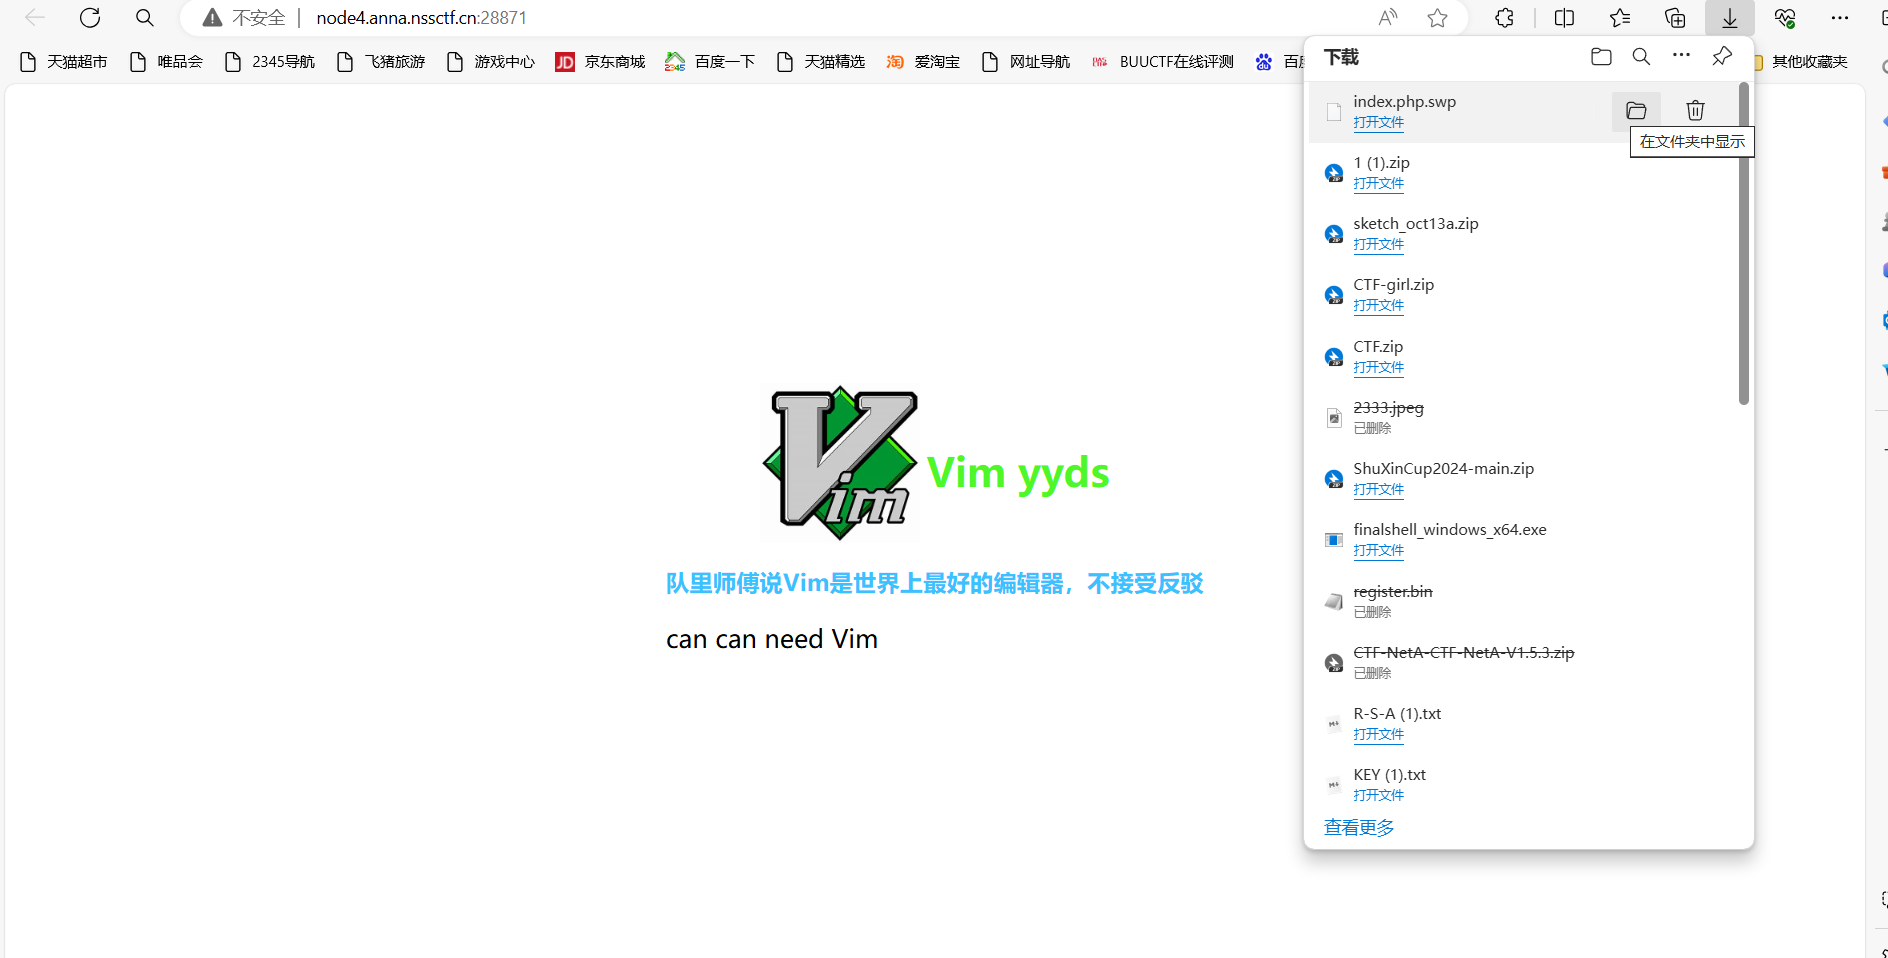 不安全 node4.anna.nssctf.cn:28871
天猫超市 唯品会 2345导航 飞猪旅游 游戏中心 JD 京东商城 2345 百度一下 天猫精选 淘 爱淘宝 网址导航 BUUCTF在线评测 du 其他收藏夹
下载
index.php.swp
打开文件
在文件夹中显示
1 (1).zip
打开文件
sketch_oct13a.zip
打开文件
CTF-girl.zip
打开文件
CTF.zip
打开文件
2333.jpeg
已删除
ShuXinCup2024-main.zip
打开文件
finalshell_windows_x64.exe
打开文件
register.bin
已删除
CTF-NetA-CTF-NetA-V1.5.3.zip
已删除
R-S-A (1).txt
打开文件
KEY (1).txt
打开文件
查看更多
Vim
Vim yyds
队里师傅说Vim是世界上最好的编辑器，不接受反驳
can can need Vim